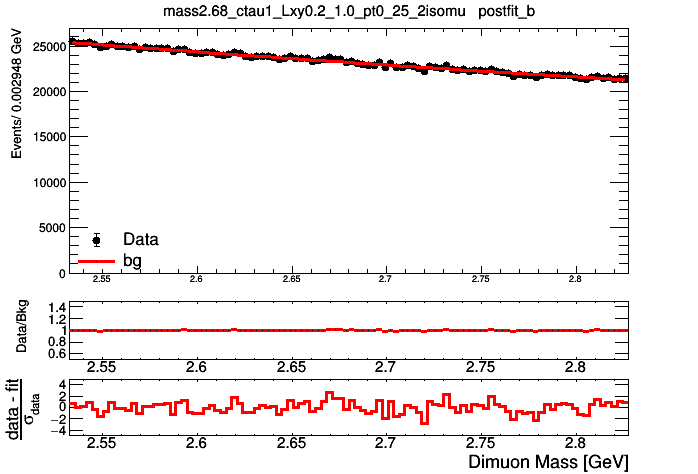 mass2.68_ctau1_Lxy0.2_1.0_pt0_25_2isomu postfit_b
Events/ 0.002948 GeV
25000
20000
15000
10000
5000
0
Data
bg
2.55 2.6 2.65 2.7 2.75 2.8
Data/Bkg
1.4
1.2
1
0.8
0.6
2.55 2.6 2.65 2.7 2.75 2.8
data - fit
σdata
4
2
0
−2
−4
2.55 2.6 2.65 2.7 2.75 2.8
Dimuon Mass [GeV]